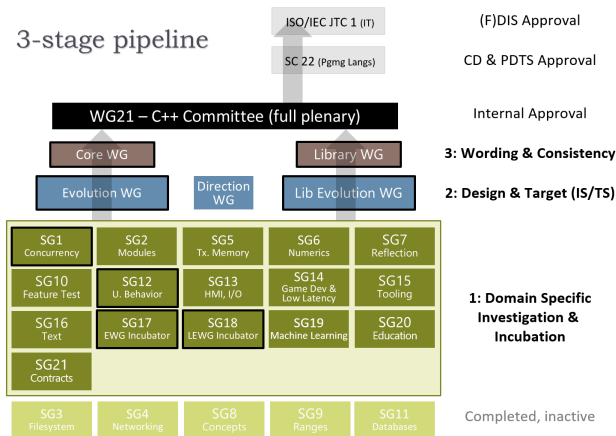 3-stage pipeline
ISO/IEC JTC 1 (IT)
(F)DIS Approval
SC 22 (Pgmg Langs)
CD & PDTS Approval
WG21 – C++ Committee (full plenary)
Internal Approval
Core WG
Library WG
3: Wording & Consistency
Evolution WG
Direction
WG
Lib Evolution WG
2: Design & Target (IS/TS)
SG1
Concurrency
SG2
Modules
SG5
Tx. Memory
SG6
Numerics
SG7
Reflection
SG10
Feature Test
SG12
U. Behavior
SG13
HMI, I/O
SG14
Game Dev &
Low Latency
SG15
Tooling
SG16
Text
SG17
EWG Incubator
SG18
LEWG Incubator
SG19
Machine Learning
SG20
Education
SG21
Contracts
1: Domain Specific
Investigation &
Incubation
SG3
Filesystem
SG4
Networking
SG8
Concepts
SG9
Ranges
SG11
Databases
Completed, inactive